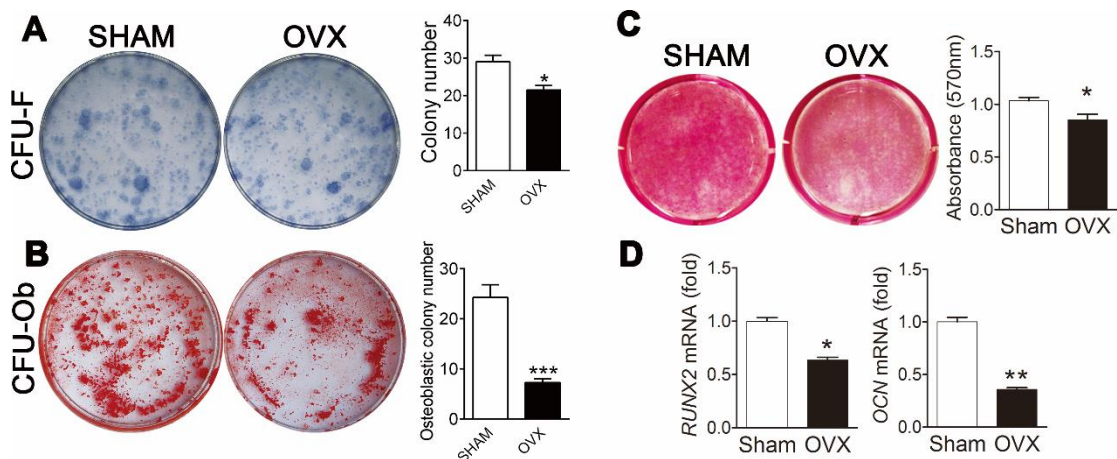 A
SHAM OVX
CFU-F
Colony number
40
30
20
10
0
*
SHAM
OVX
B
CFU-Ob
Osteoblastic colony number
30
20
10
0
***
SHAM
OVX
C
SHAM OVX
Absorbance (570nm)
1.5
1.0
0.5
0.0
*
Sham OVX
D
RUNX2 mRNA (fold)
1.5
1.0
0.5
0.0
*
Sham OVX
OCN mRNA (fold)
1.5
1.0
0.5
0.0
**
Sham OVX